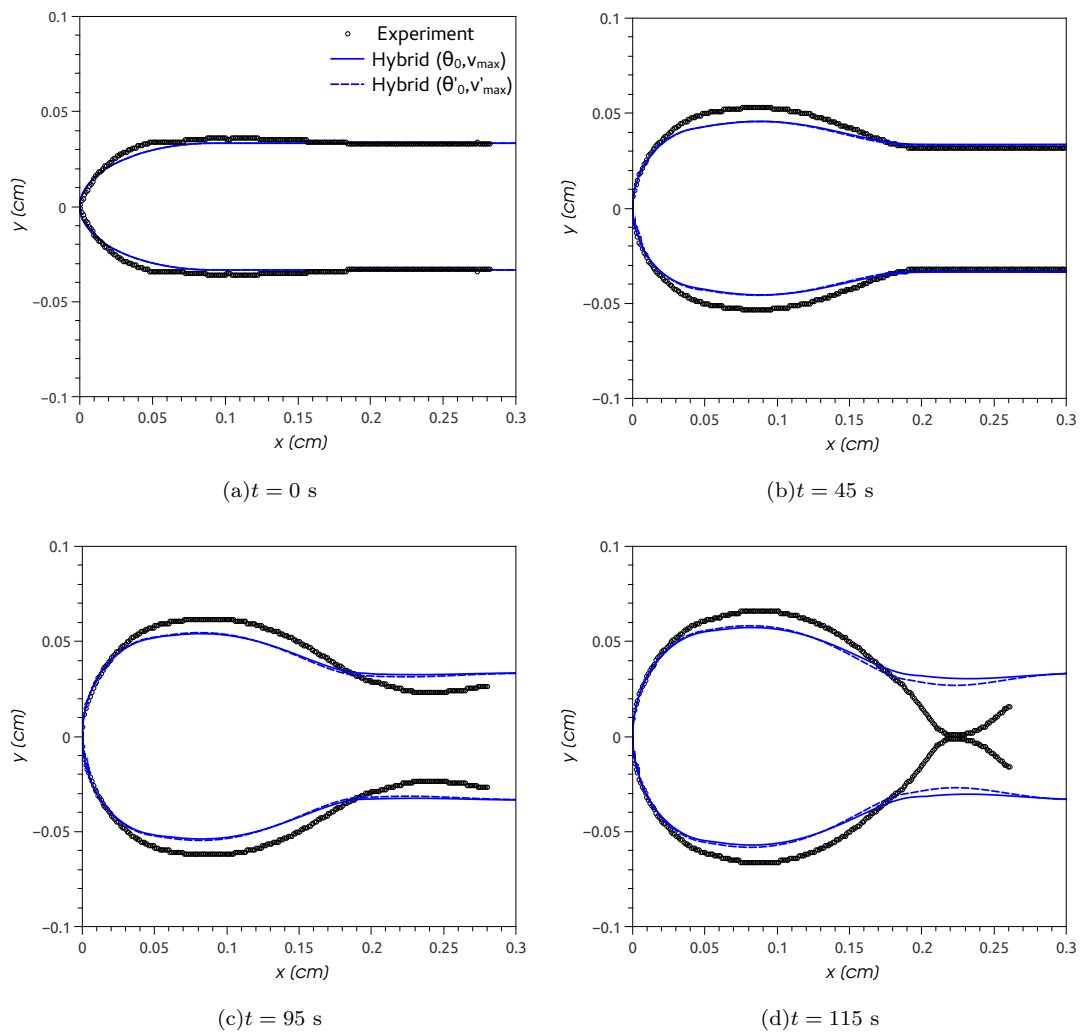 0.1
0.05
0
−0.05
−0.1
y (cm)
0 0.05 0.1 0.15 0.2 0.25 0.3
x (cm)
Experiment
Hybrid (θ₀,v_max)
Hybrid (θ'₀,v'_max)
(a)t = 0 s
0.1
0.05
0
−0.05
−0.1
y (cm)
0 0.05 0.1 0.15 0.2 0.25 0.3
x (cm)
(b)t = 45 s
0.1
0.05
0
−0.05
−0.1
y (cm)
0 0.05 0.1 0.15 0.2 0.25 0.3
x (cm)
(c)t = 95 s
0.1
0.05
0
−0.05
−0.1
y (cm)
0 0.05 0.1 0.15 0.2 0.25 0.3
x (cm)
(d)t = 115 s